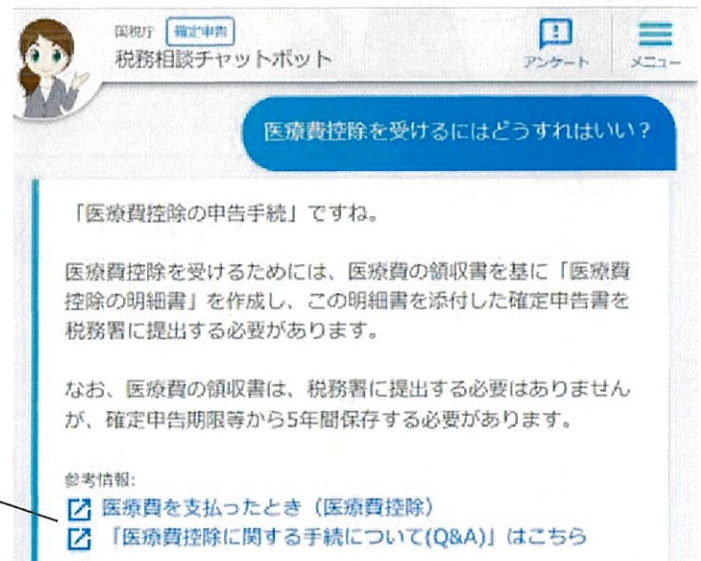 国税庁 確定申告
税務相談チャットボット
アンケート
メニュー
医療費控除を受けるにはどうすればいい？
「医療費控除の申告手続」ですね。
医療費控除を受けるためには、医療費の領収書を基に「医療費
控除の明細書」を作成し、この明細書を添付した確定申告書を
税務署に提出する必要があります。
なお、医療費の領収書は、税務署に提出する必要はありません
が、確定申告期限等から5年間保存する必要があります。
参考情報:
医療費を支払ったとき（医療費控除）
「医療費控除に関する手続について(Q&A)」はこちら